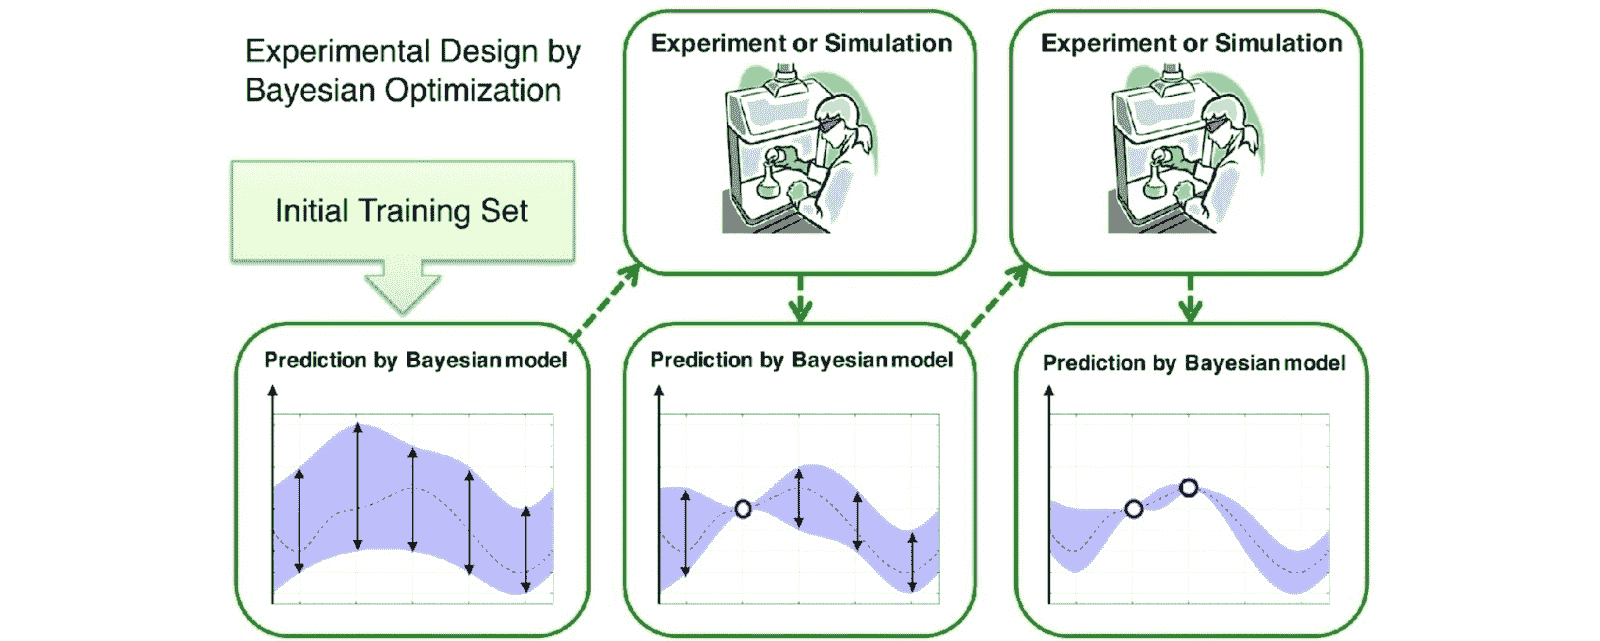 Experimental Design by
Bayesian Optimization
Initial Training Set
Experiment or Simulation
Experiment or Simulation
Prediction by Bayesian model
Prediction by Bayesian model
Prediction by Bayesian model